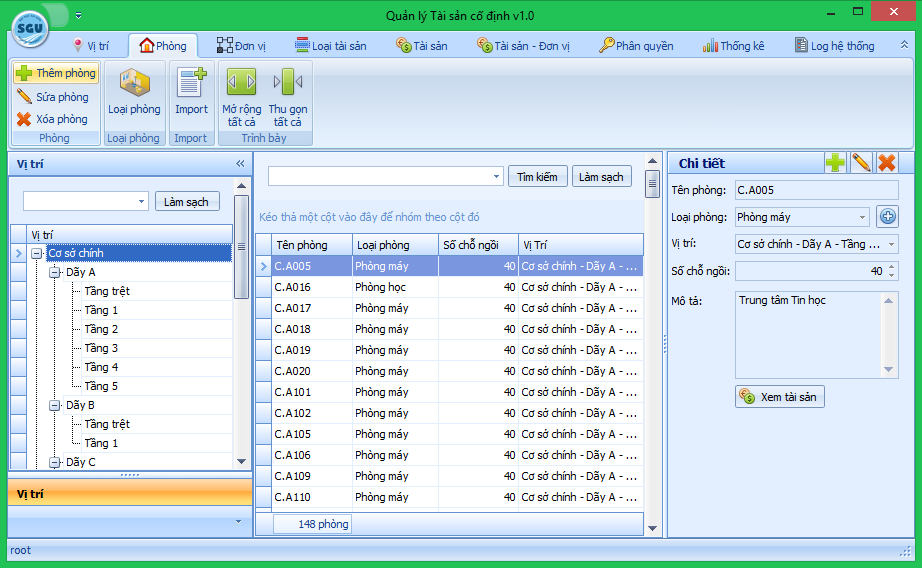 Quản lý Tài sản cố định v1.0
SGU
Vị trí
Phòng
Đơn vị
Loại tài sản
Tài sản
Tài sản - Đơn vị
Phân quyền
Thống kê
Log hệ thống
Thêm phòng
Sửa phòng
Xóa phòng
Phòng
Loại phòng
Loại phòng
Import
Import
Mở rộng
tất cả
Thu gọn
tất cả
Trình bày
Vị trí
Làm sạch
Vị trí
Cơ sở chính
Dãy A
Tầng trệt
Tầng 1
Tầng 2
Tầng 3
Tầng 4
Tầng 5
Dãy B
Tầng trệt
Tầng 1
Dãy C
Vị trí
Tìm kiếm
Làm sạch
Kéo thả một cột vào đây để nhóm theo cột đó
Tên phòng Loại phòng Số chỗ ngồi Vị Trí
C.A005 Phòng máy 40 Cơ sở chính - Dãy A - ...
C.A016 Phòng học 40 Cơ sở chính - Dãy A - ...
C.A017 Phòng máy 40 Cơ sở chính - Dãy A - ...
C.A018 Phòng máy 40 Cơ sở chính - Dãy A - ...
C.A019 Phòng máy 40 Cơ sở chính - Dãy A - ...
C.A020 Phòng máy 40 Cơ sở chính - Dãy A - ...
C.A101 Phòng máy 40 Cơ sở chính - Dãy A - ...
C.A102 Phòng máy 40 Cơ sở chính - Dãy A - ...
C.A105 Phòng máy 40 Cơ sở chính - Dãy A - ...
C.A106 Phòng máy 40 Cơ sở chính - Dãy A - ...
C.A109 Phòng máy 40 Cơ sở chính - Dãy A - ...
C.A110 Phòng máy 40 Cơ sở chính - Dãy A - ...
148 phòng
Chi tiết
Tên phòng: C.A005
Loại phòng: Phòng máy
Vị trí: Cơ sở chính - Dãy A - Tầng ...
Số chỗ ngồi: 40
Mô tả: Trung tâm Tin học
Xem tài sản
root